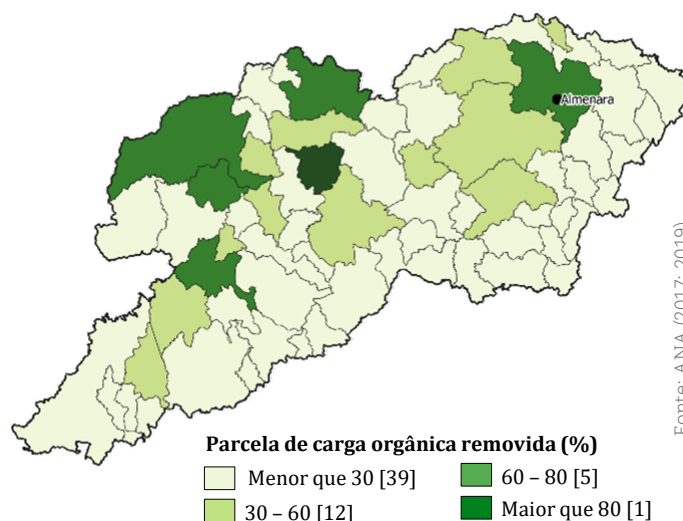 Almenara
Fonte: ANA (2017; 2019)
Parcela de carga orgânica removida (%)
Menor que 30 [39]
60 – 80 [5]
30 – 60 [12]
Maior que 80 [1]